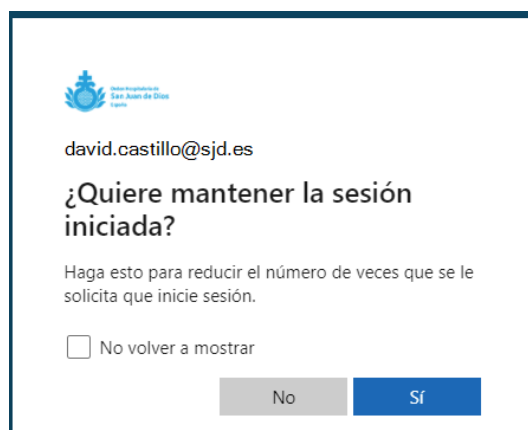 Orden Hospitalaria de
San Juan de Dios
España
david.castillo@sjd.es
¿Quiere mantener la sesión
iniciada?
Haga esto para reducir el número de veces que se le
solicita que inicie sesión.
No volver a mostrar
No
Sí